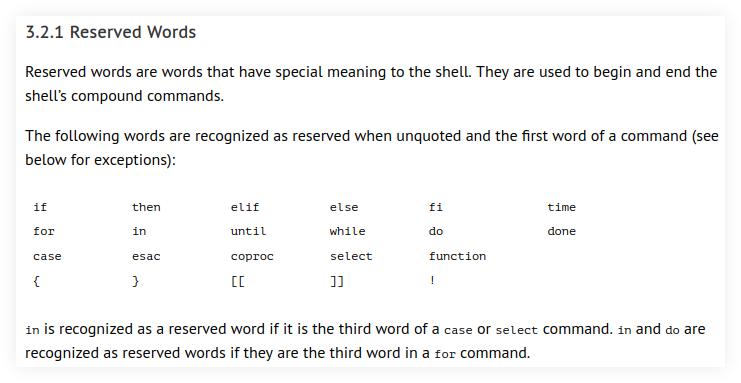 3.2.1 Reserved Words
Reserved words are words that have special meaning to the shell. They are used to begin and end the
shell’s compound commands.
The following words are recognized as reserved when unquoted and the first word of a command (see
below for exceptions):
if then elif else fi time
for in until while do done
case esac coproc select function
{ } [[ ]] !
in is recognized as a reserved word if it is the third word of a case or select command. in and do are
recognized as reserved words if they are the third word in a for command.